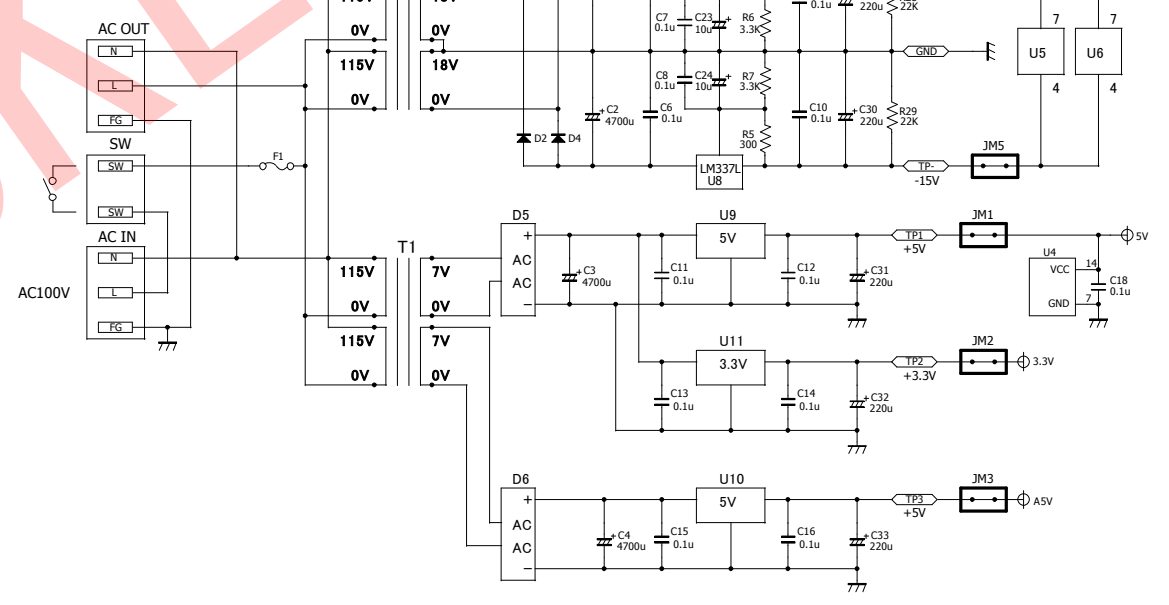 AC OUT
N
L
FG
SW
SW
SW
AC IN
N
L
FG
AC100V
F1
0V
115V
0V
0V
18V
0V
C7
0.1u
C23
10u
R6
3.3K
0.1u
220u
22K
GND
C8
0.1u
C24
10u
R7
3.3K
C2
4700u
C6
0.1u
C10
0.1u
C30
220u
R29
22K
R5
300
D2
D4
LM337L
U8
TP-
-15V
JM5
7
U5
4
7
U6
4
T1
115V
0V
115V
0V
7V
0V
7V
0V
D5
+
AC
AC
-
C3
4700u
C11
0.1u
U9
5V
C12
0.1u
C31
220u
TP1
+5V
JM1
5V
U4
VCC
14
GND
7
C18
0.1u
U11
3.3V
C13
0.1u
C14
0.1u
C32
220u
TP2
+3.3V
JM2
3.3V
D6
+
AC
AC
-
C4
4700u
C15
0.1u
U10
5V
C16
0.1u
C33
220u
TP3
+5V
JM3
A5V